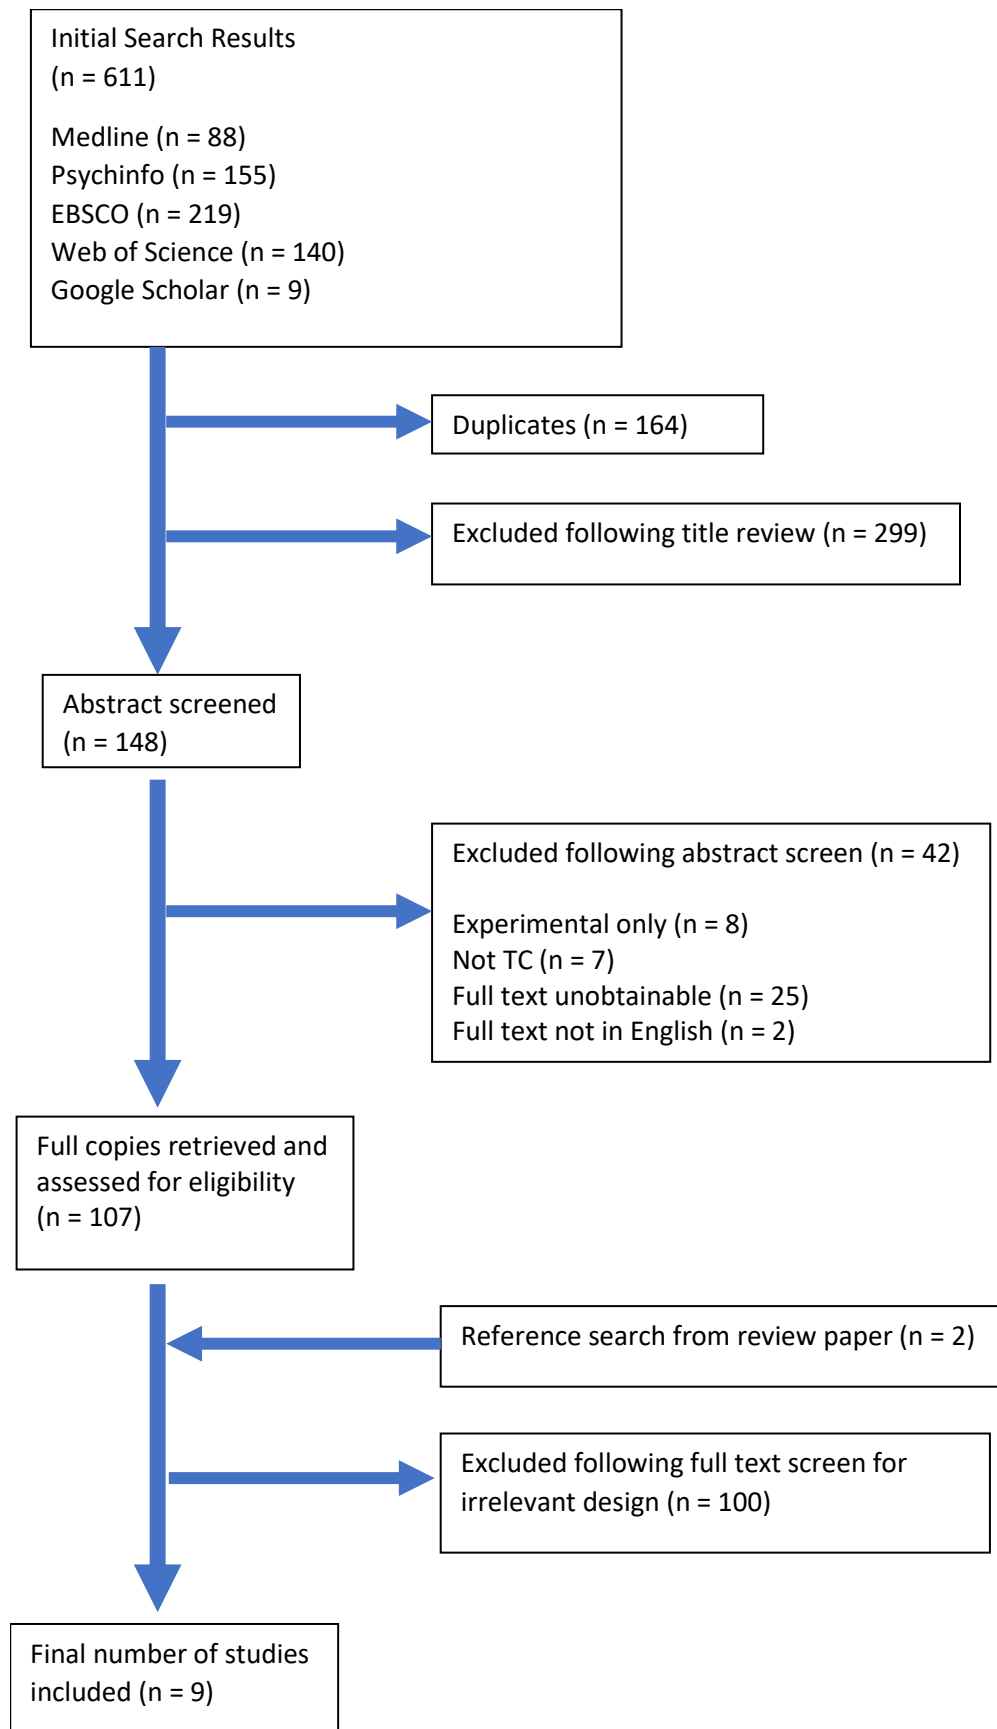 Initial Search Results
(n = 611)
Medline (n = 88)
Psychinfo (n = 155)
EBSCO (n = 219)
Web of Science (n = 140)
Google Scholar (n = 9)
Duplicates (n = 164)
Excluded following title review (n = 299)
Abstract screened
(n = 148)
Excluded following abstract screen (n = 42)
Experimental only (n = 8)
Not TC (n = 7)
Full text unobtainable (n = 25)
Full text not in English (n = 2)
Full copies retrieved and
assessed for eligibility
(n = 107)
Reference search from review paper (n = 2)
Excluded following full text screen for
irrelevant design (n = 100)
Final number of studies
included (n = 9)